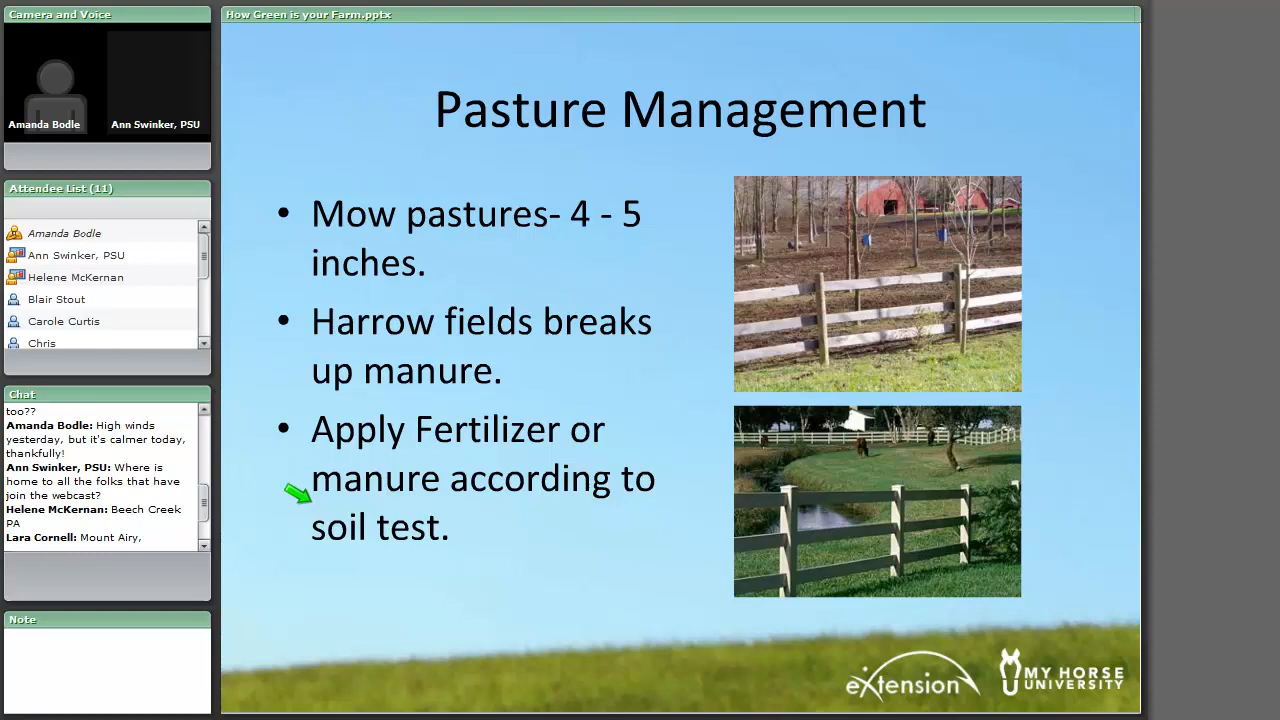 Camera and Voice
Amanda Bodle
Ann Swinker, PSU
Attendee List (11)
Amanda Bodle
Ann Swinker, PSU
Helene McKernan
Blair Stout
Carole Curtis
Chris
Chat
too??
Amanda Bodle: High winds
yesterday, but it's calmer today,
thankfully!
Ann Swinker, PSU: Where is
home to all the folks that have
join the webcast?
Helene McKernan: Beech Creek
PA
Lara Cornell: Mount Airy,
Note
How Green is your Farm.pptx
Pasture Management
• Mow pastures- 4 - 5
inches.
• Harrow fields breaks
up manure.
• Apply Fertilizer or
manure according to
soil test.
eXtension
MY HORSE
UNIVERSITY